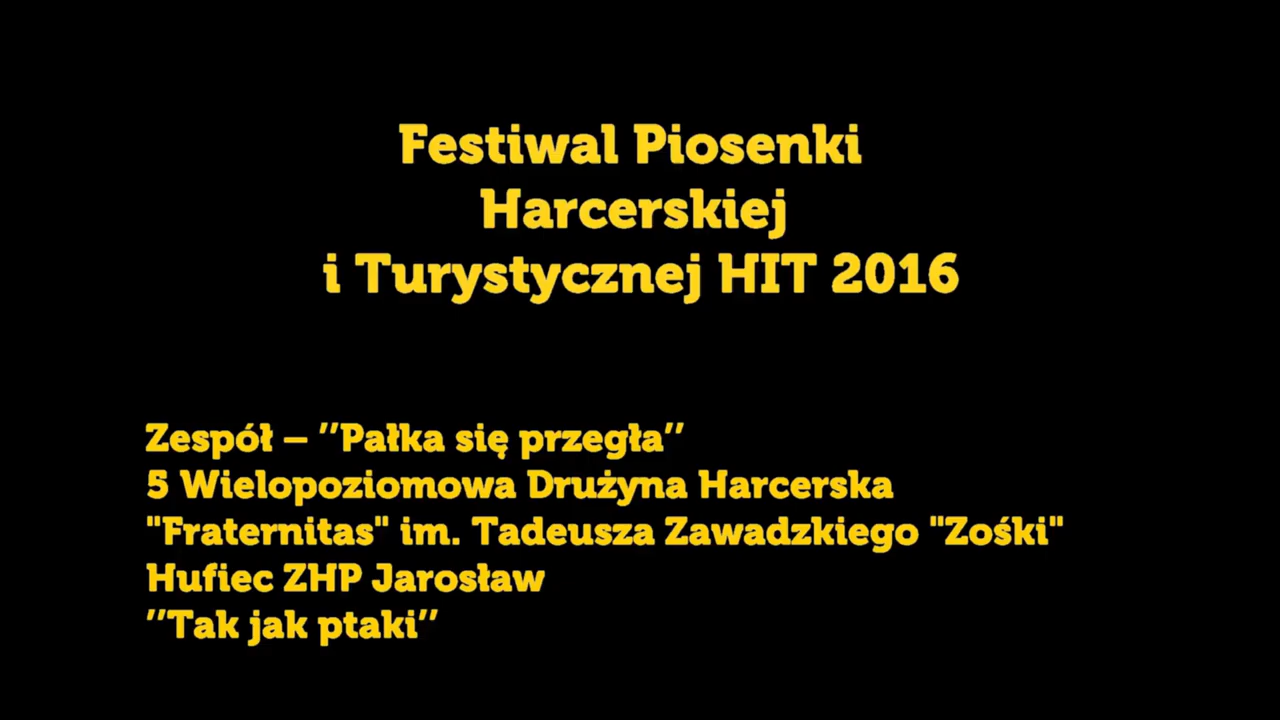 Festiwal Piosenki
Harcerskiej
i Turystycznej HIT 2016
Zespół – ’’Pałka się przegła’’
5 Wielopoziomowa Drużyna Harcerska
"Fraternitas" im. Tadeusza Zawadzkiego "Zośki"
Hufiec ZHP Jarosław
’’Tak jak ptaki’’